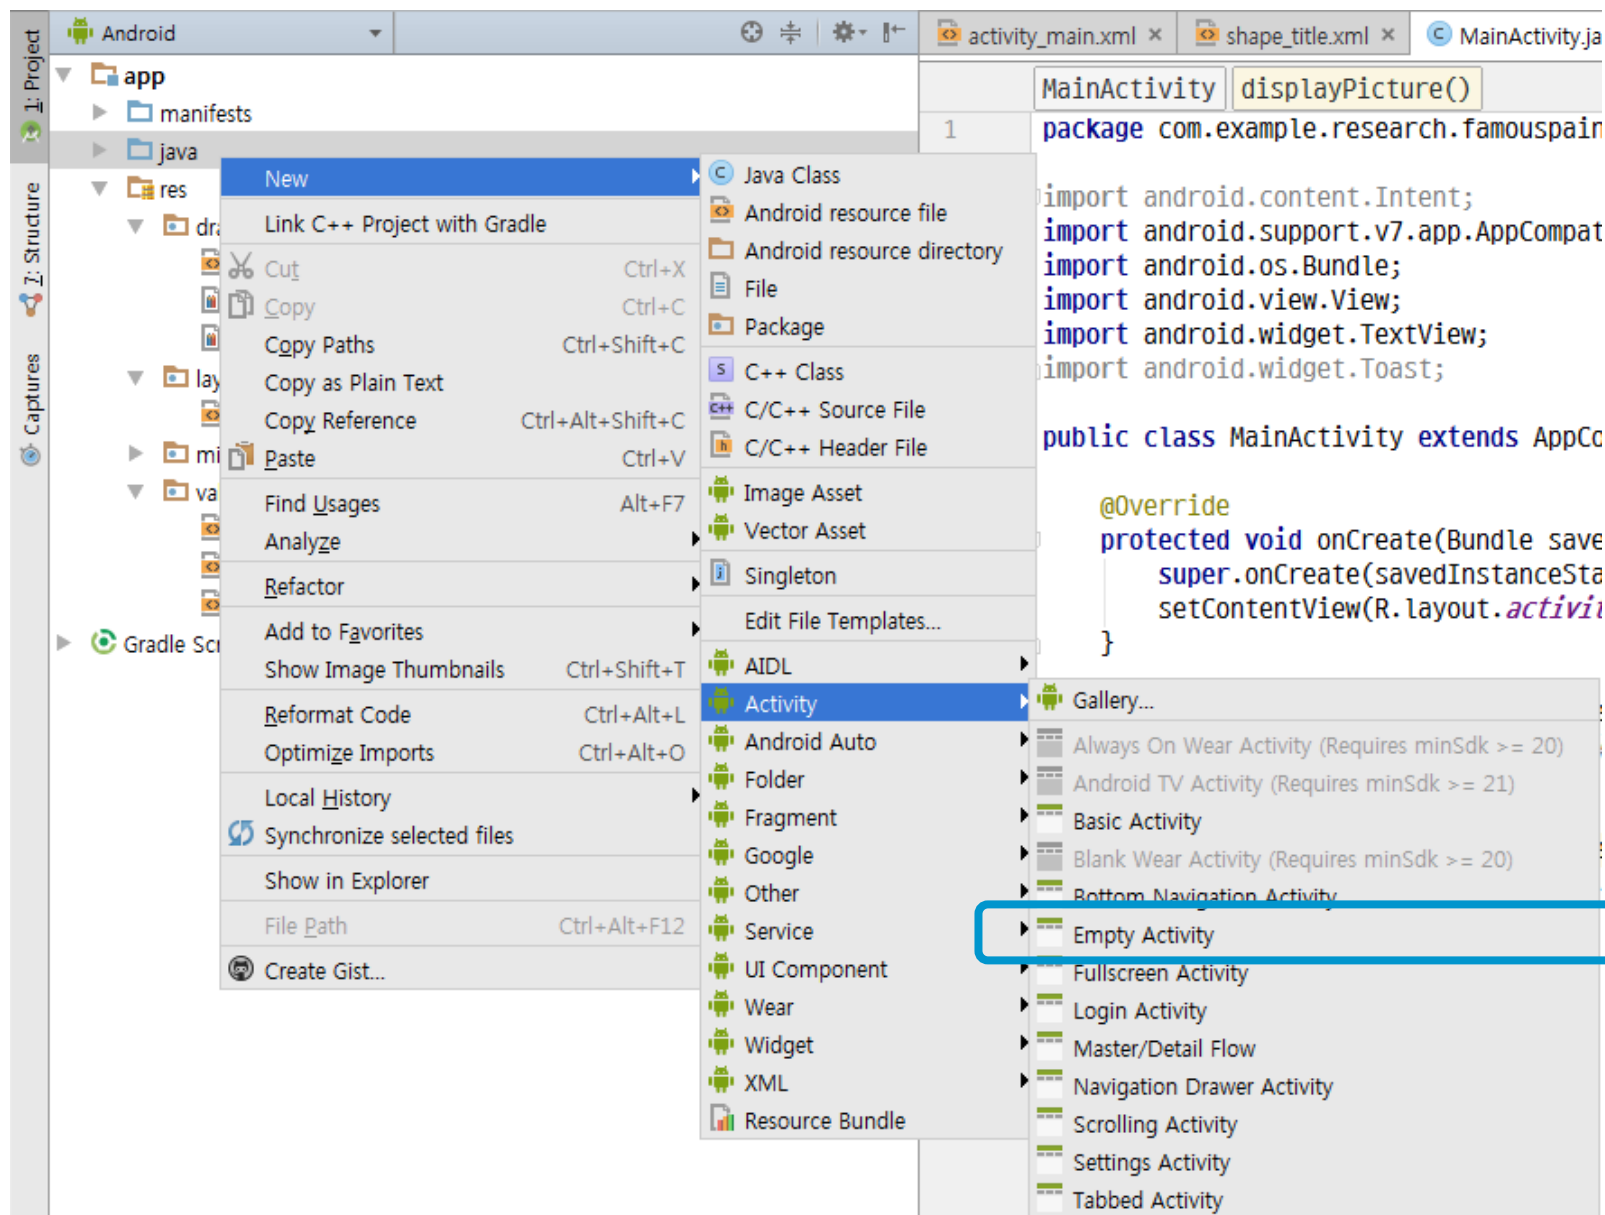 1: Project
7: Structure
Captures
Android
app
manifests
java
res
Gradle
New
Link C++ Project with Gradle
Cut Ctrl+X
Copy Ctrl+C
Copy Paths Ctrl+Shift+C
Copy as Plain Text
Copy Reference Ctrl+Alt+Shift+C
Paste Ctrl+V
Find Usages Alt+F7
Analyze
Refactor
Add to Favorites
Show Image Thumbnails Ctrl+Shift+T
Reformat Code Ctrl+Alt+L
Optimize Imports Ctrl+Alt+O
Local History
Synchronize selected files
Show in Explorer
File Path Ctrl+Alt+F12
Create Gist...
Java Class
Android resource file
Android resource directory
File
Package
C++ Class
C/C++ Source File
C/C++ Header File
Image Asset
Vector Asset
Singleton
Edit File Templates...
AIDL
Activity
Android Auto
Folder
Fragment
Google
Other
Service
UI Component
Wear
Widget
XML
Resource Bundle
Gallery...
Always On Wear Activity (Requires minSdk >= 20)
Android TV Activity (Requires minSdk >= 21)
Basic Activity
Blank Wear Activity (Requires minSdk >= 20)
Bottom Navigation Activity
Empty Activity
Fullscreen Activity
Login Activity
Master/Detail Flow
Navigation Drawer Activity
Scrolling Activity
Settings Activity
Tabbed Activity
activity_main.xml shape_title.xml MainActivity.ja
MainActivity displayPicture()
1 package com.example.research.famouspain
import android.content.Intent;
import android.support.v7.app.AppCompat
import android.os.Bundle;
import android.view.View;
import android.widget.TextView;
import android.widget.Toast;
public class MainActivity extends AppCo
@Override
protected void onCreate(Bundle save
super.onCreate(savedInstanceSta
setContentView(R.layout.activit
}